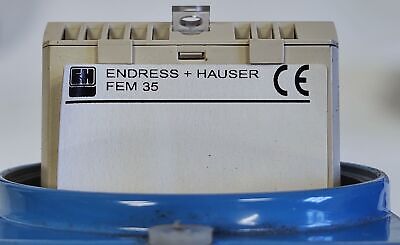 ENDRESS + HAUSER
FEM 35
CE